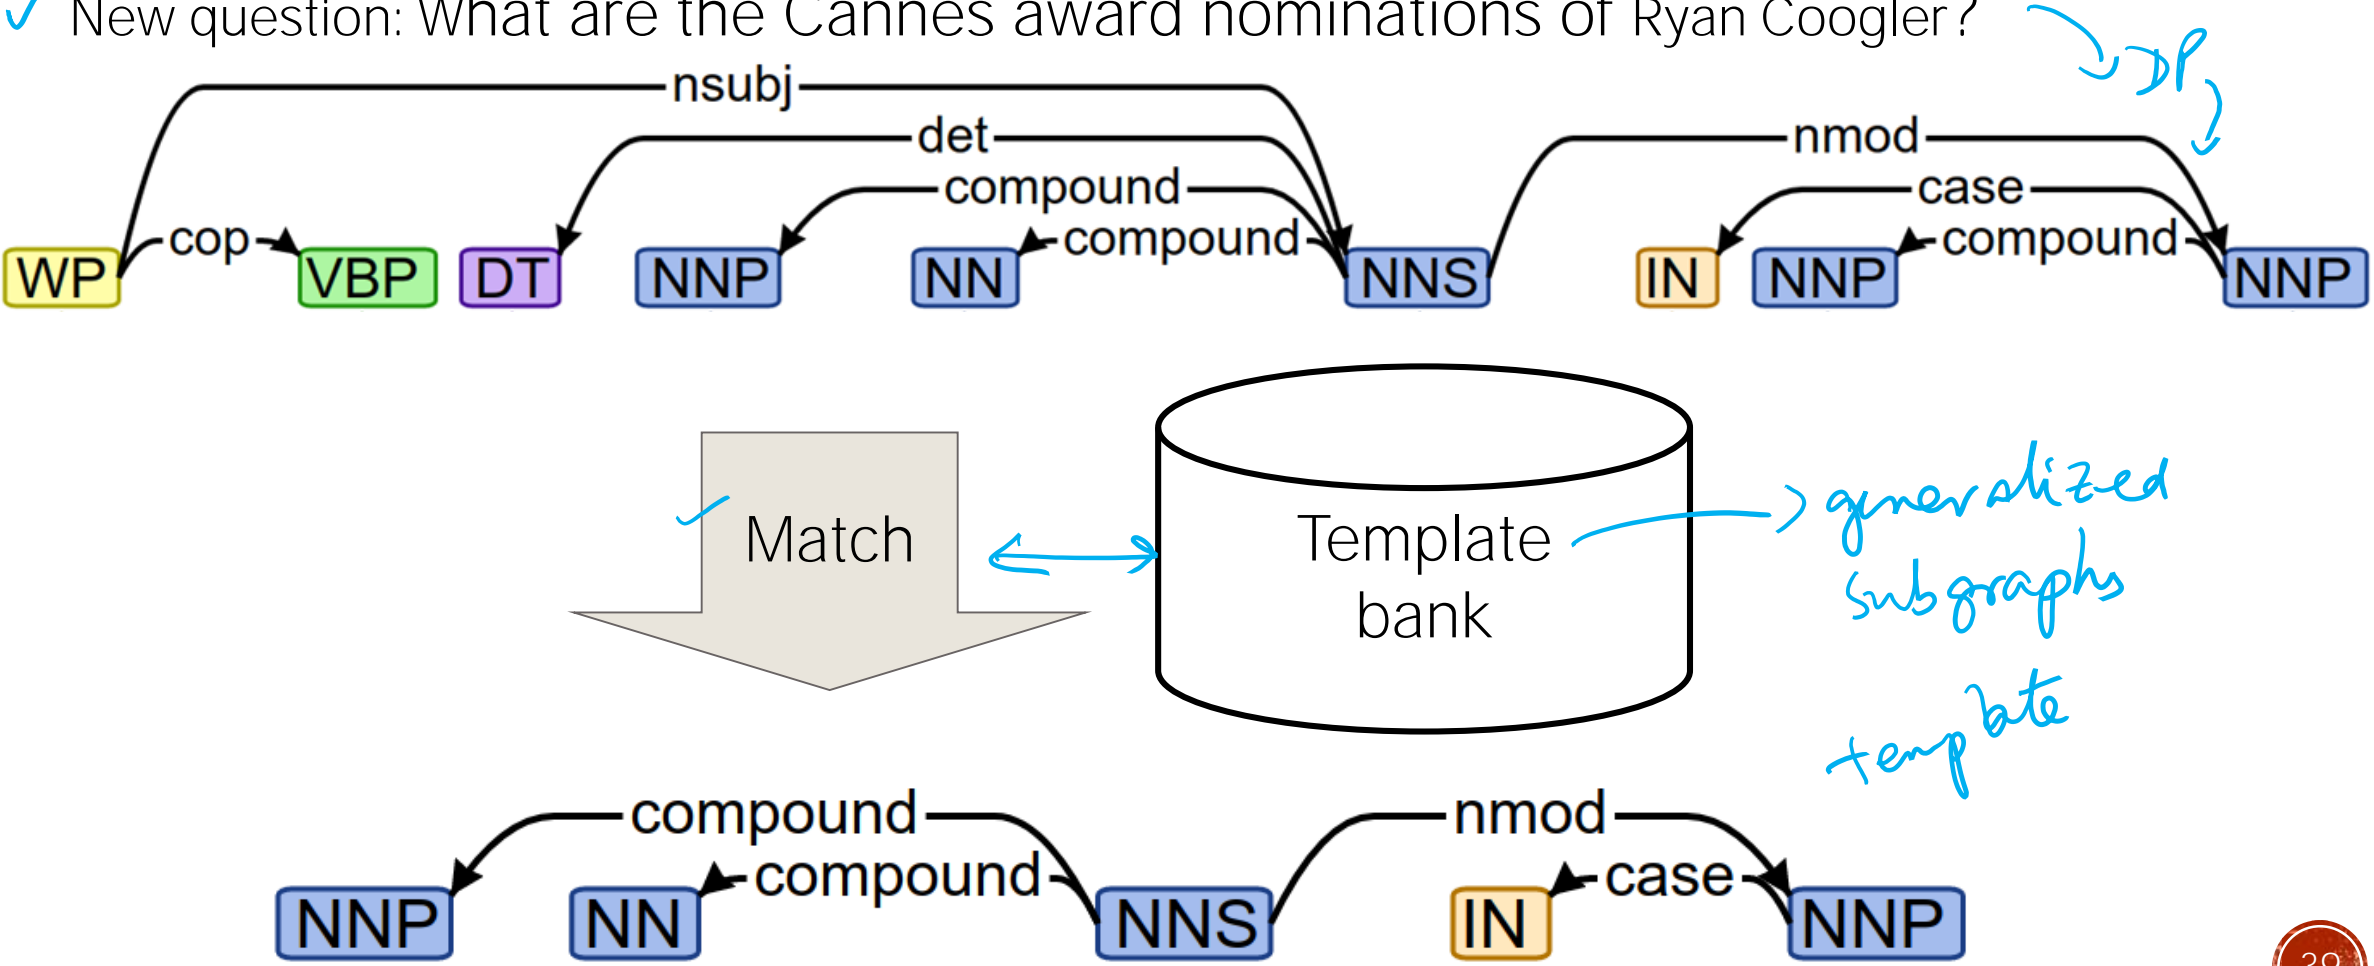 ✓ New question: What are the Cannes award nominations of Ryan Coogler?
DP
nsubj
det
nmod
compound
case
cop
compound
compound
WP VBP DT NNP NN NNS IN NNP NNP
Match
Template
bank
generalized
subgraphs
template
compound
nmod
compound
case
NNP NN NNS IN NNP